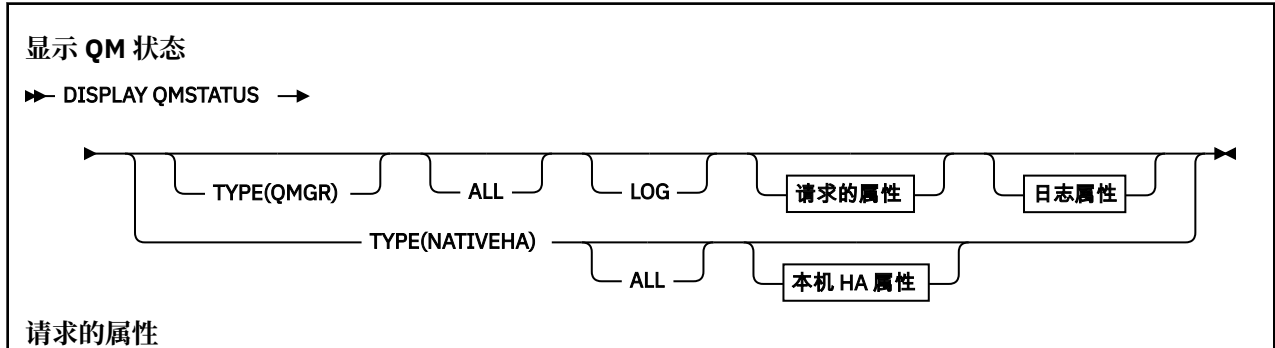 显示 QM 状态
DISPLAY QMSTATUS
TYPE(QMGR) ALL LOG 请求的属性 日志属性
TYPE(NATIVEHA)
ALL 本机 HA 属性
请求的属性